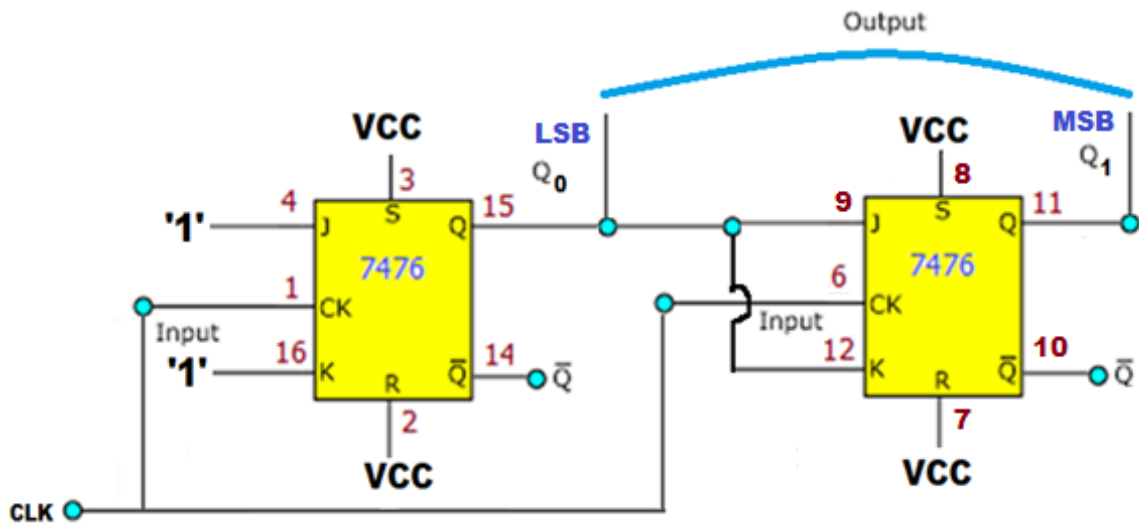 Output
VCC
VCC
LSB
MSB
Q0
Q1
3
8
4
15
9
11
'1'
J
S
Q
J
S
Q
7476
7476
1
6
CK
CK
Input
Input
16
14
12
10
'1'
K
R
Q̅
Q̅
K
R
Q̅
Q̅
2
7
VCC
VCC
CLK